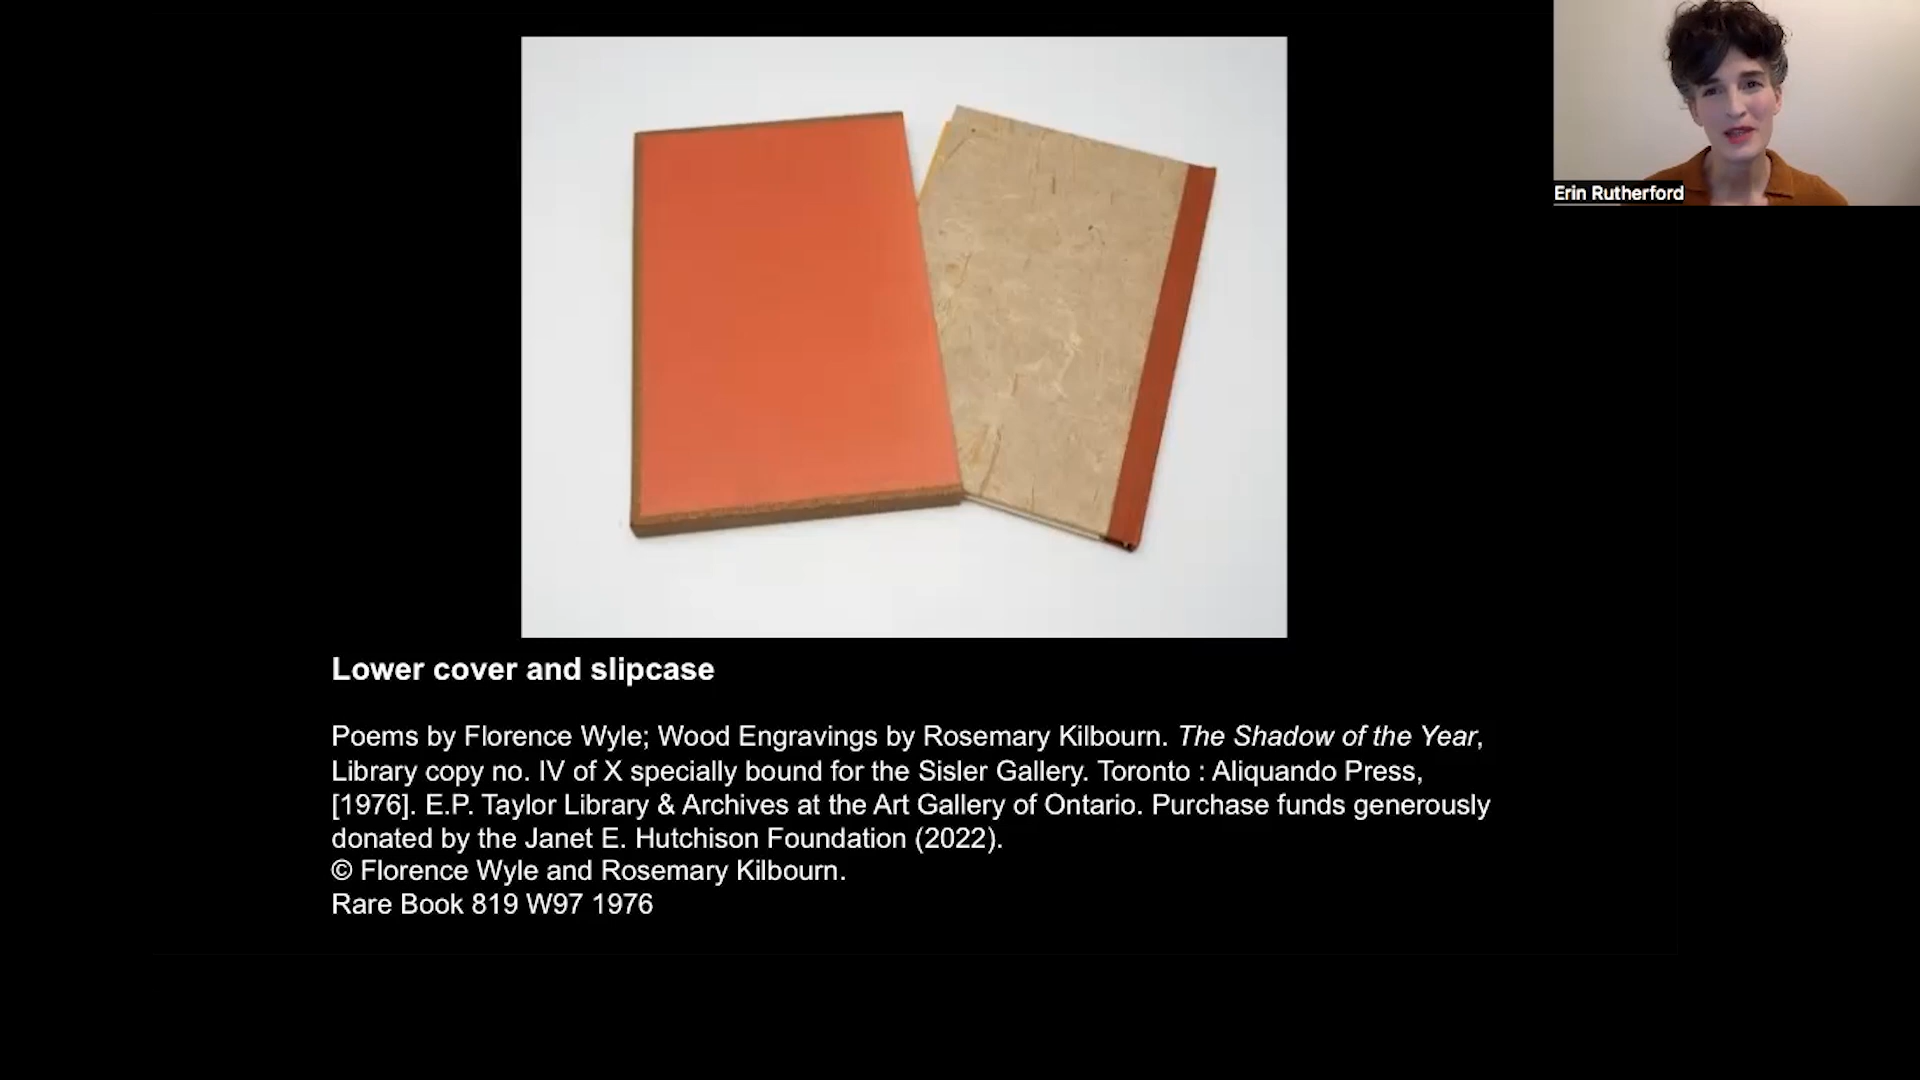 Erin Rutherford
Lower cover and slipcase
Poems by Florence Wyle; Wood Engravings by Rosemary Kilbourn. The Shadow of the Year,
Library copy no. IV of X specially bound for the Sisler Gallery. Toronto : Aliquando Press,
[1976]. E.P. Taylor Library & Archives at the Art Gallery of Ontario. Purchase funds generously
donated by the Janet E. Hutchison Foundation (2022).
© Florence Wyle and Rosemary Kilbourn.
Rare Book 819 W97 1976